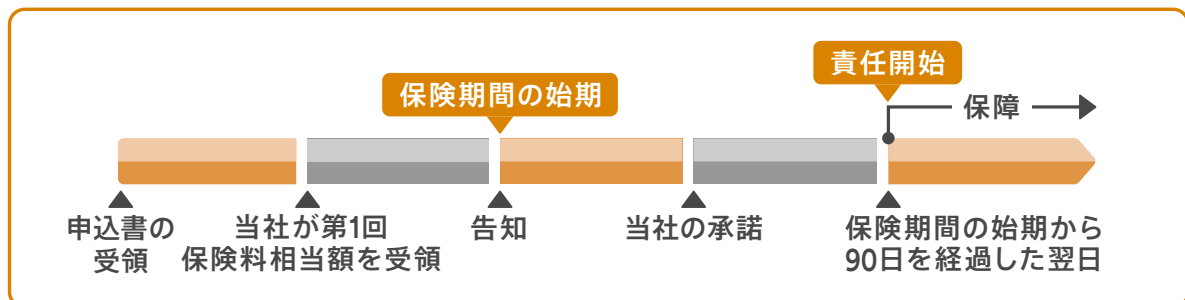 責任開始
保険期間の始期
保障
申込書の
受領
当社が第1回
保険料相当額を受領
告知
当社の承諾
保険期間の始期から
90日を経過した翌日